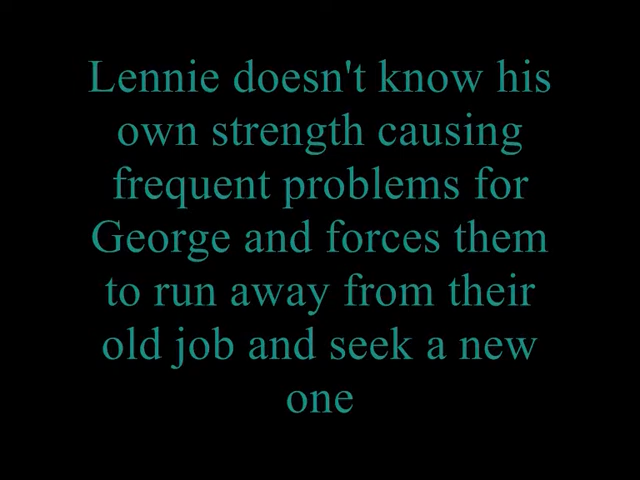 Lennie doesn't know his
own strength causing
frequent problems for
George and forces them
to run away from their
old job and seek a new
one